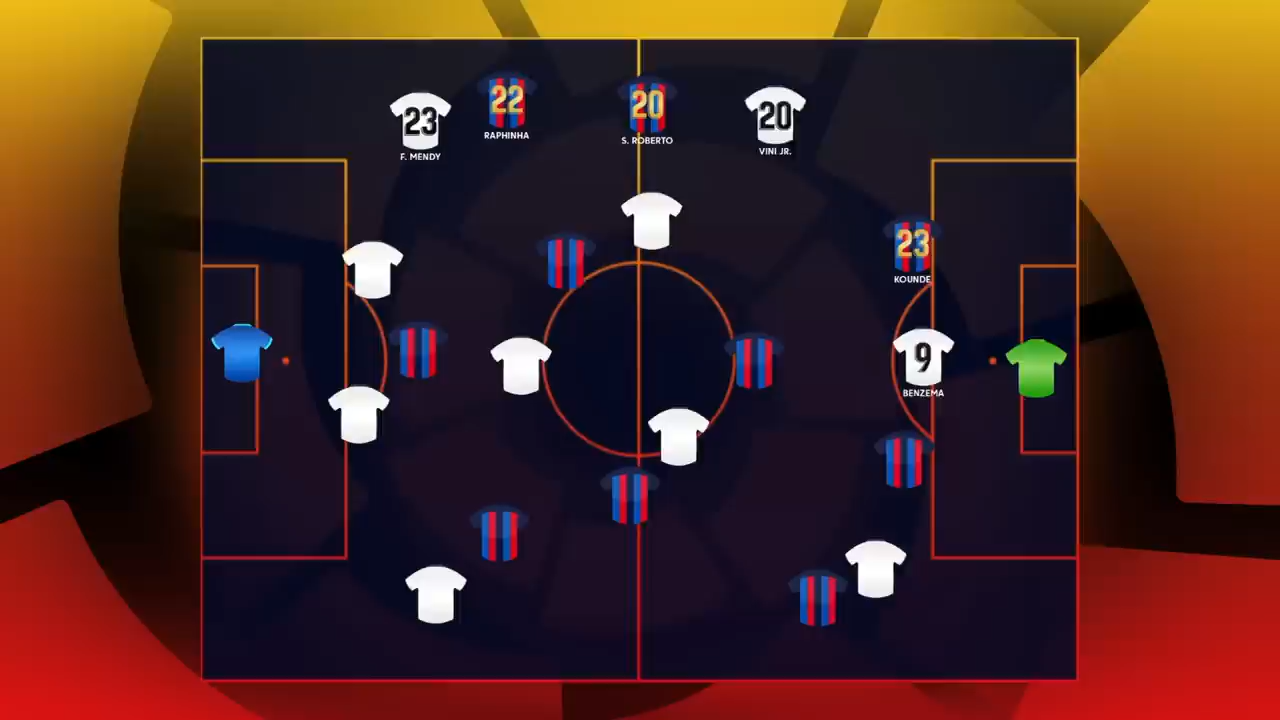 23
F. MENDY
22
RAPHINHA
20
S. ROBERTO
20
VINI JR.
23
KOUNDE
9
BENZEMA